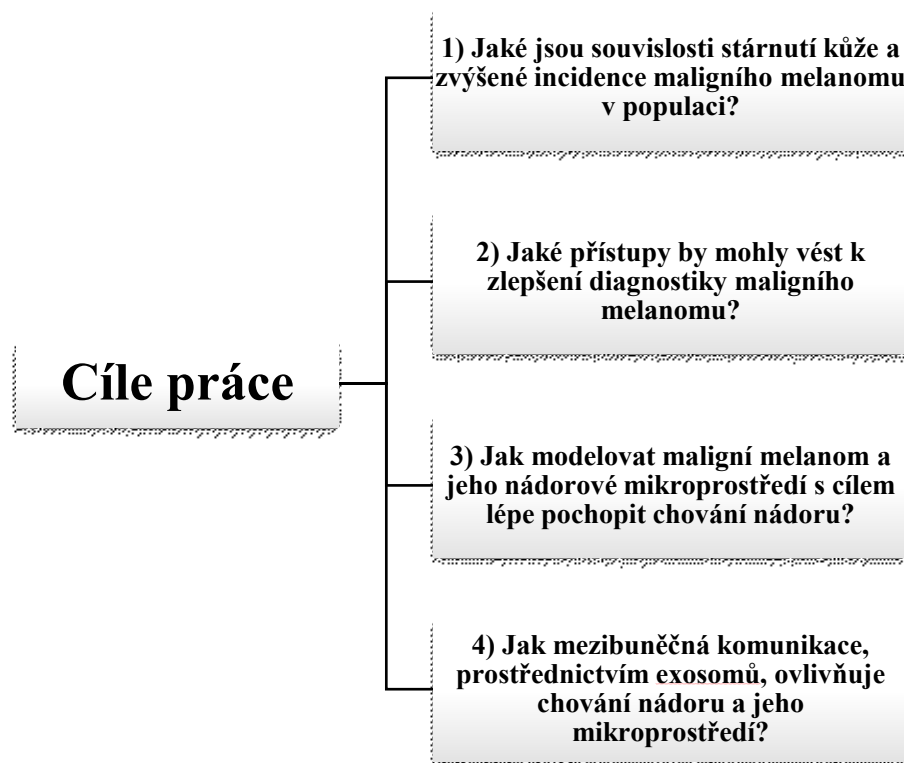 1) Jaké jsou souvislosti stárnutí kůže a
zvýšené incidence maligního melanomu
v populaci?
2) Jaké přístupy by mohly vést k
zlepšení diagnostiky maligního
melanomu?
Cíle práce
3) Jak modelovat maligní melanom a
jeho nádorové mikroprostředí s cílem
lépe pochopit chování nádoru?
4) Jak mezibuněčná komunikace,
prostřednictvím exosomů, ovlivňuje
chování nádoru a jeho
mikroprostředí?